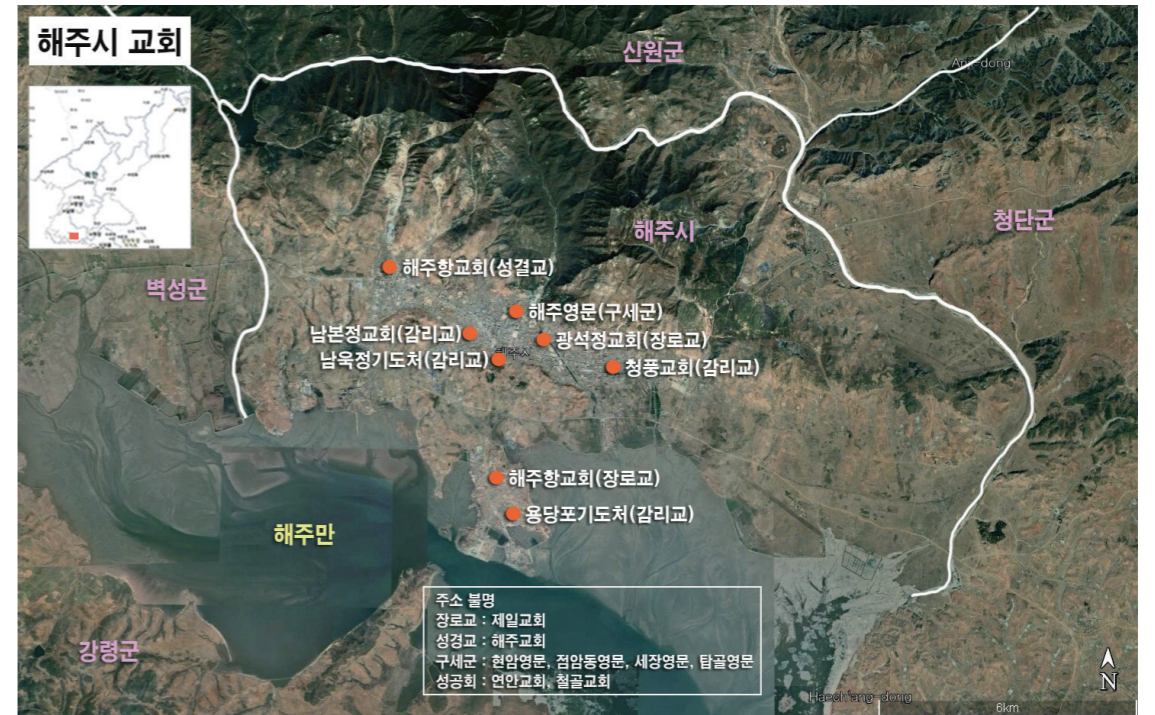 해주시 교회
신원군
Anji-dong
해주시
청단군
벽성군
해주항교회(성결교)
해주영문(구세군)
남본정교회(감리교)
광석정교회(장로교)
남욱정기도처(감리교)
청풍교회(감리교)
해주항교회(장로교)
용당포기도처(감리교)
해주만
강령군
주소 불명
장로교 : 제일교회
성경교 : 해주교회
구세군 : 현암영문, 점암동영문, 세장영문, 탑골영문
성공회 : 연안교회, 철골교회
N
Haech'ang-dong
6km